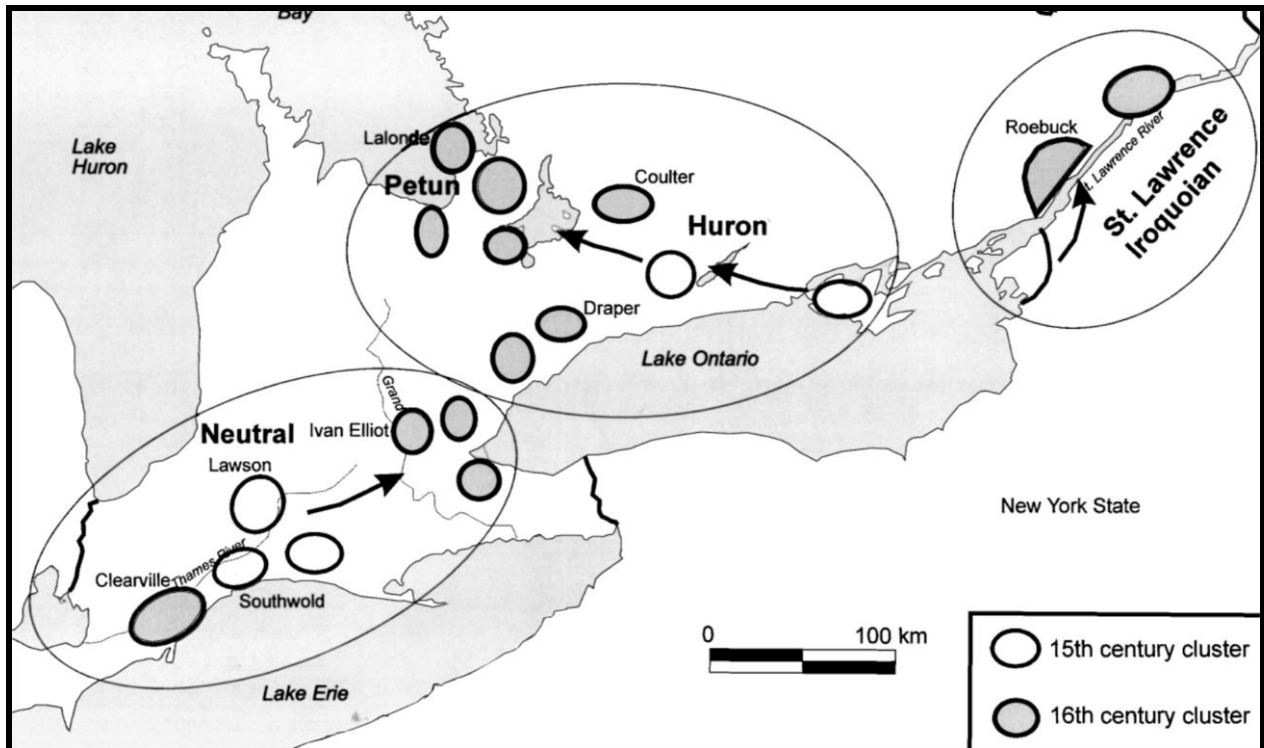 Bay
Lake
Huron
Lalonde
Petun
Coulter
Huron
Draper
Lake Ontario
Roebuck
St. Lawrence River
St. Lawrence
Iroquoian
Neutral
Grand
Ivan Elliot
Lawson
Thames River
Clearville
Southwold
Lake Erie
New York State
0 100 km
15th century cluster
16th century cluster